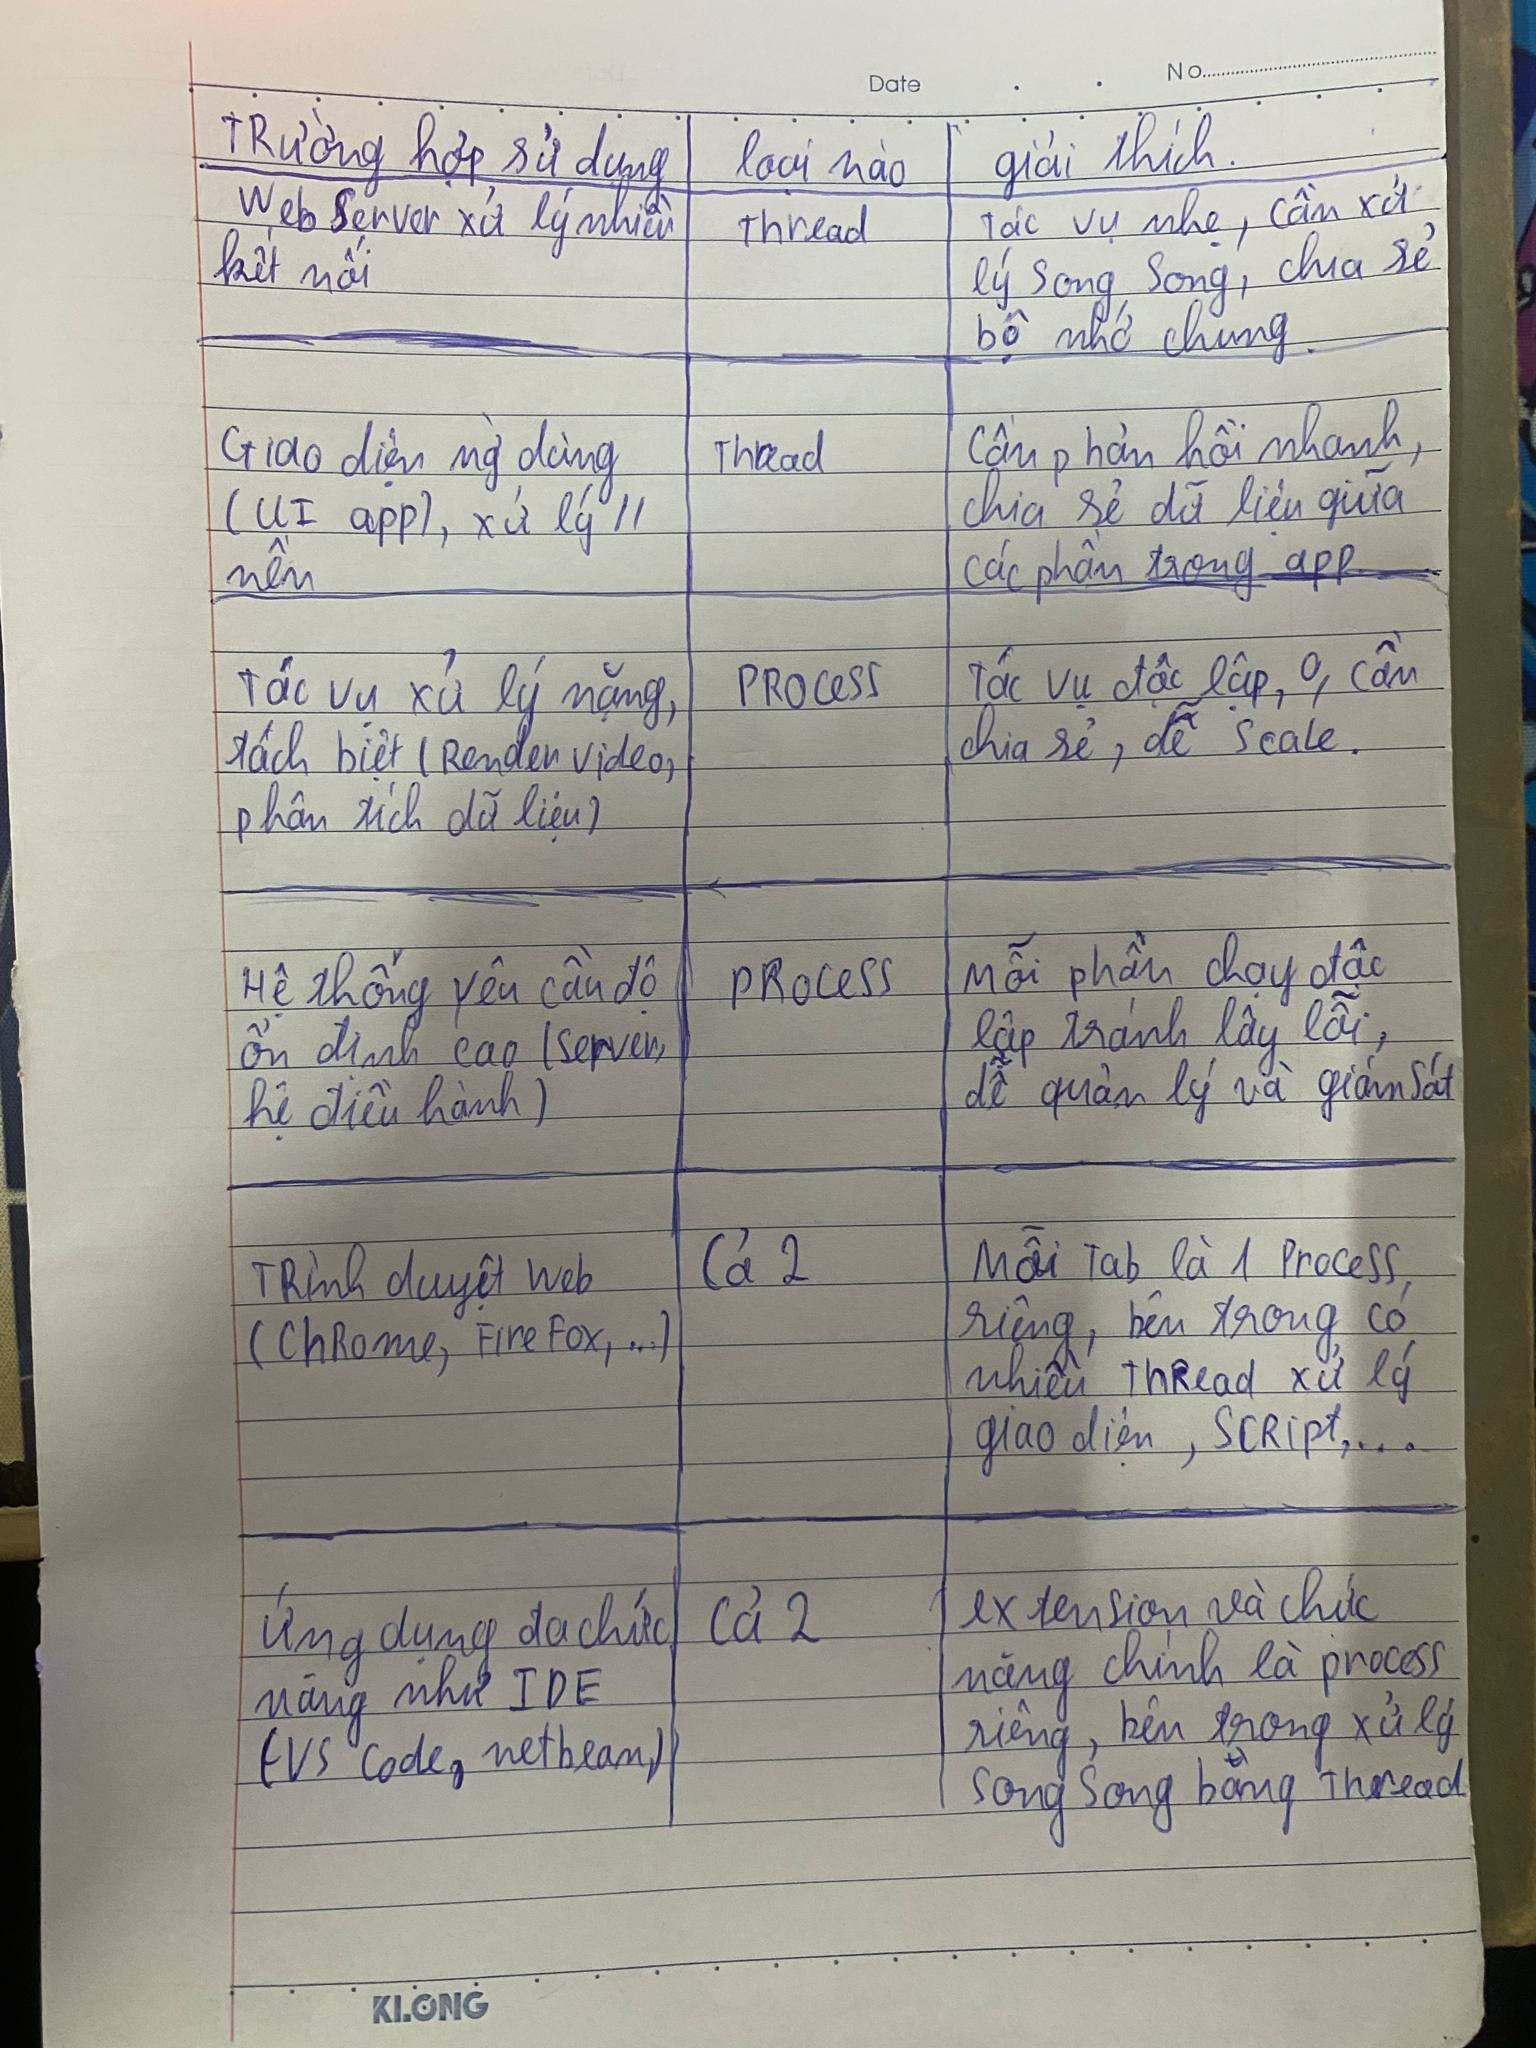 Date No
TRường hợp sử dụng | loại nào | giải thích.
Web Server xử lý nhiều | Thread | Tác vụ nhẹ, cần xử
kết nối | | lý Song Song, chia sẻ
bộ nhớ chung.
Giao diện ng dùng | Thread | Cần phản hồi nhanh,
(UI app), xử lý // | | chia sẻ dữ liệu giữa
nền | | các phần trong app
Tác vụ xử lý nặng, | PROCESS | Tác vụ độc lập, 0, cần
tách biệt (Render video, | | chia sẻ, dễ Scale.
phân tích dữ liệu)
Hệ thống yêu cầu độ | PROCESS | Mỗi phần chạy độc
ổn định cao (Server, | | lập tránh lây lỗi,
hệ điều hành) | | dễ quản lý và giám sát
TRình duyệt Web | Cả 2 | Mỗi Tab là 1 Process
(ChRome, FireFox, ...) | | riêng, bên trong có
nhiều ThRead xử lý
giao diện, SCRipt,....
Ứng dụng đa chức | Cả 2 | extension và chức
năng như IDE | | năng chính là process
(VS Code, netbean,) | | riêng, bên trong xử lý
Song Song bằng Thread
KLONG